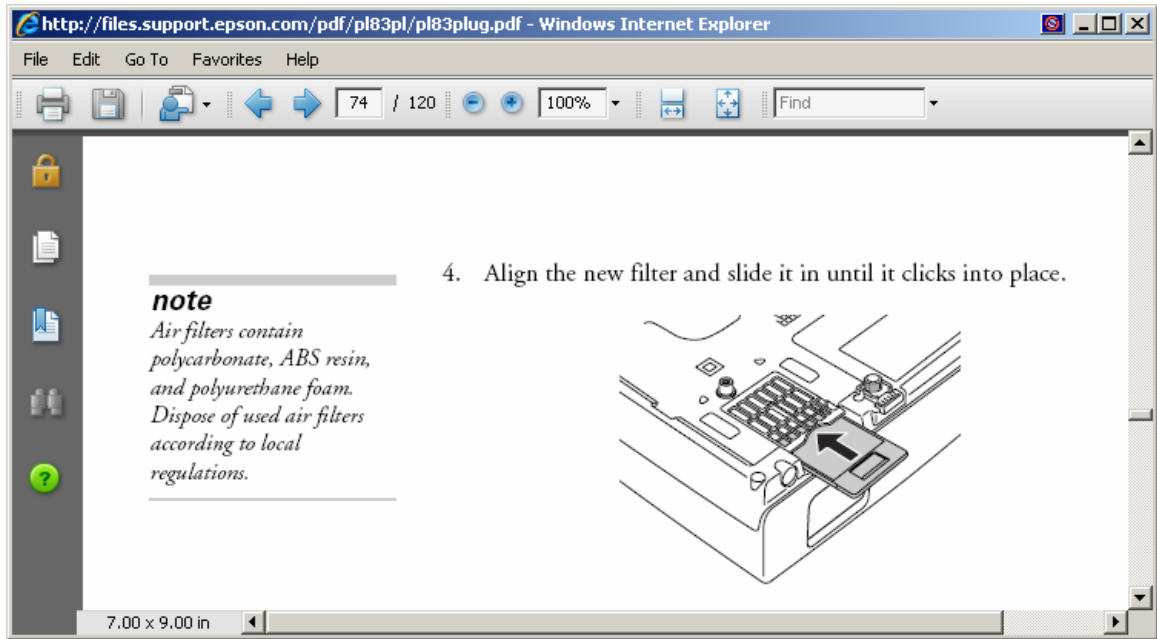 http://files.support.epson.com/pdf/pl83pl/pl83plug.pdf - Windows Internet Explorer
File Edit Go To Favorites Help
74 / 120 100% Find
4. Align the new filter and slide it in until it clicks into place.
note
Air filters contain
polycarbonate, ABS resin,
and polyurethane foam.
Dispose of used air filters
according to local
regulations.
7.00 x 9.00 in